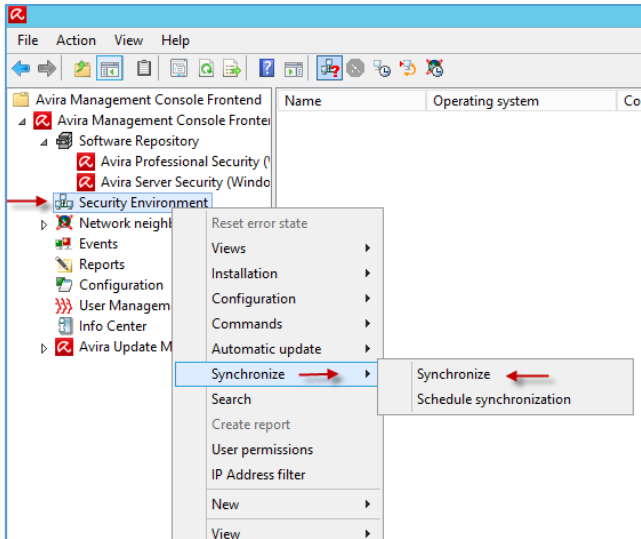 File Action View Help
Avira Management Console Frontend
Name Operating system Co
Avira Management Console Fronte
Software Repository
Avira Professional Security (
Avira Server Security (Windo
Security Environment
Network neighb
Events
Reports
Configuration
User Managem
Info Center
Avira Update M
Reset error state
Views
Installation
Configuration
Commands
Automatic update
Synchronize
Search
Create report
User permissions
IP Address filter
New
View
Synchronize
Schedule synchronization